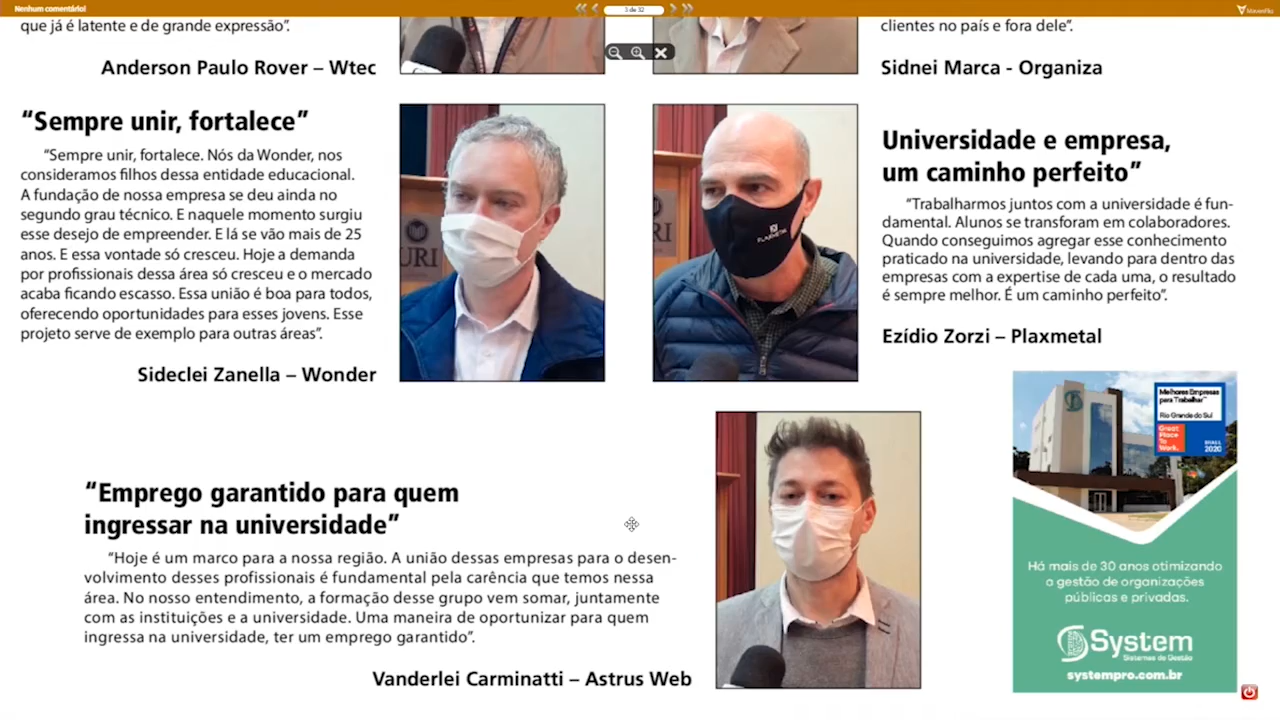 Nenhum comentário!
3 de 32
MavenFlip
que já é latente e de grande expressão”.
Anderson Paulo Rover – Wtec
clientes no país e fora dele”.
Sidnei Marca - Organiza
“Sempre unir, fortalece”
“Sempre unir, fortalece. Nós da Wonder, nos
consideramos filhos dessa entidade educacional.
A fundação de nossa empresa se deu ainda no
segundo grau técnico. E naquele momento surgiu
esse desejo de empreender. E lá se vão mais de 25
anos. E essa vontade só cresceu. Hoje a demanda
por profissionais dessa área só cresceu e o mercado
acaba ficando escasso. Essa união é boa para todos,
oferecendo oportunidades para esses jovens. Esse
projeto serve de exemplo para outras áreas”.
Sideclei Zanella – Wonder
URI
RI
PLAXMETAL
Universidade e empresa,
um caminho perfeito”
“Trabalharmos juntos com a universidade é fun-
damental. Alunos se transforam em colaboradores.
Quando conseguimos agregar esse conhecimento
praticado na universidade, levando para dentro das
empresas com a expertise de cada uma, o resultado
é sempre melhor. É um caminho perfeito”.
Ezídio Zorzi – Plaxmetal
“Emprego garantido para quem
ingressar na universidade”
“Hoje é um marco para a nossa região. A união dessas empresas para o desen-
volvimento desses profissionais é fundamental pela carência que temos nessa
área. No nosso entendimento, a formação desse grupo vem somar, juntamente
com as instituições e a universidade. Uma maneira de oportunizar para quem
ingressa na universidade, ter um emprego garantido”.
Vanderlei Carminatti – Astrus Web
Melhores Empresas
para Trabalhar™
Rio Grande do Sul
Great
Place
To
Work.
BRASIL
2020
Há mais de 30 anos otimizando
a gestão de organizações
públicas e privadas.
System
Sistemas de Gestão
systempro.com.br